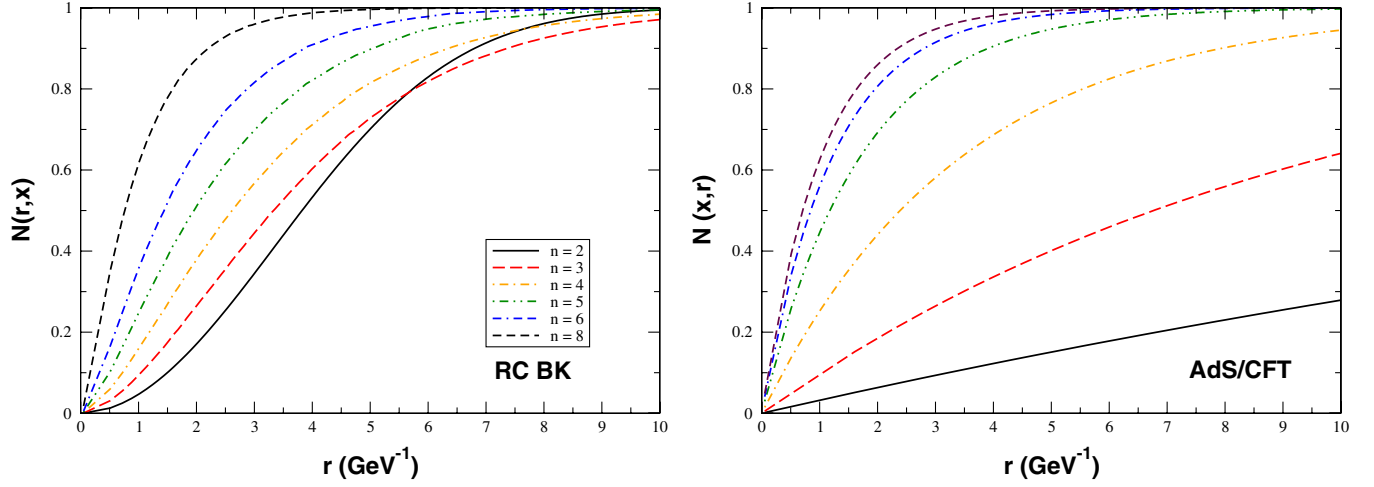 1
0.8
0.6
0.4
0.2
0
N(r,x)
n = 2
n = 3
n = 4
n = 5
n = 6
n = 8
RC BK
0 1 2 3 4 5 6 7 8 9 10
r (GeV⁻¹)
1
0.8
0.6
0.4
0.2
0
N (x,r)
AdS/CFT
0 1 2 3 4 5 6 7 8 9 10
r (GeV⁻¹)